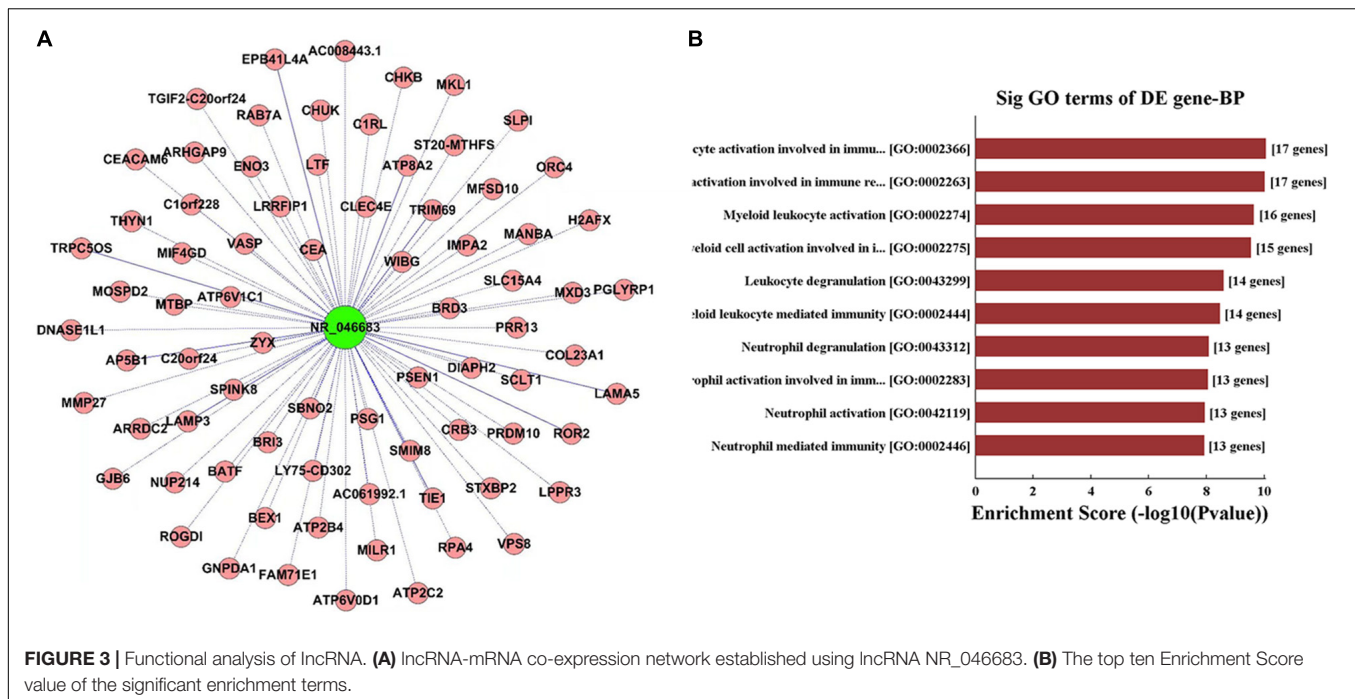 A
B
EPB41L4A
AC008443.1
CHKB
MKL1
TGIF2-C20orf24
RAB7A
CHUK
C1RL
SLPI
CEACAM6
ARHGAP9
ENO3
LTF
ATP8A2
ST20-MTHFS
ORC4
C1orf228
LRRFIP1
CLEC4E
TRIM69
MFSD10
THYN1
VASP
CEA
IMPA2
MANBA
H2AFX
TRPC5OS
MIF4GD
WIBG
SLC15A4
MOSPD2
MTBP
ATP6V1C1
BRD3
MXD3
PGLYRP1
DNASE1L1
NR_046683
PRR13
AP5B1
C20orf24
ZYX
COL23A1
MMP27
SPINK8
PSEN1
DIAPH2
SCLT1
LAMA5
ARRDC2
LAMP3
SBNO2
PSG1
CRB3
PRDM10
ROR2
BRI3
SMIM8
GJB6
NUP214
BATF
LY75-CD302
AC061992.1
TIE1
STXBP2
LPPR3
ROGDI
BEX1
ATP2B4
MILR1
RPA4
VPS8
GNPDA1
FAM71E1
ATP6V0D1
ATP2C2
Sig GO terms of DE gene-BP
cyte activation involved in immu... [GO:0002366] [17 genes]
activation involved in immune re... [GO:0002263] [17 genes]
Myeloid leukocyte activation [GO:0002274] [16 genes]
yeloid cell activation involved in i... [GO:0002275] [15 genes]
Leukocyte degranulation [GO:0043299] [14 genes]
eloid leukocyte mediated immunity [GO:0002444] [14 genes]
Neutrophil degranulation [GO:0043312] [13 genes]
rophil activation involved in imm... [GO:0002283] [13 genes]
Neutrophil activation [GO:0042119] [13 genes]
Neutrophil mediated immunity [GO:0002446] [13 genes]
0 2 4 6 8 10
Enrichment Score (-log10(Pvalue))
FIGURE 3 | Functional analysis of lncRNA. (A) lncRNA-mRNA co-expression network established using lncRNA NR_046683. (B) The top ten Enrichment Score
value of the significant enrichment terms.